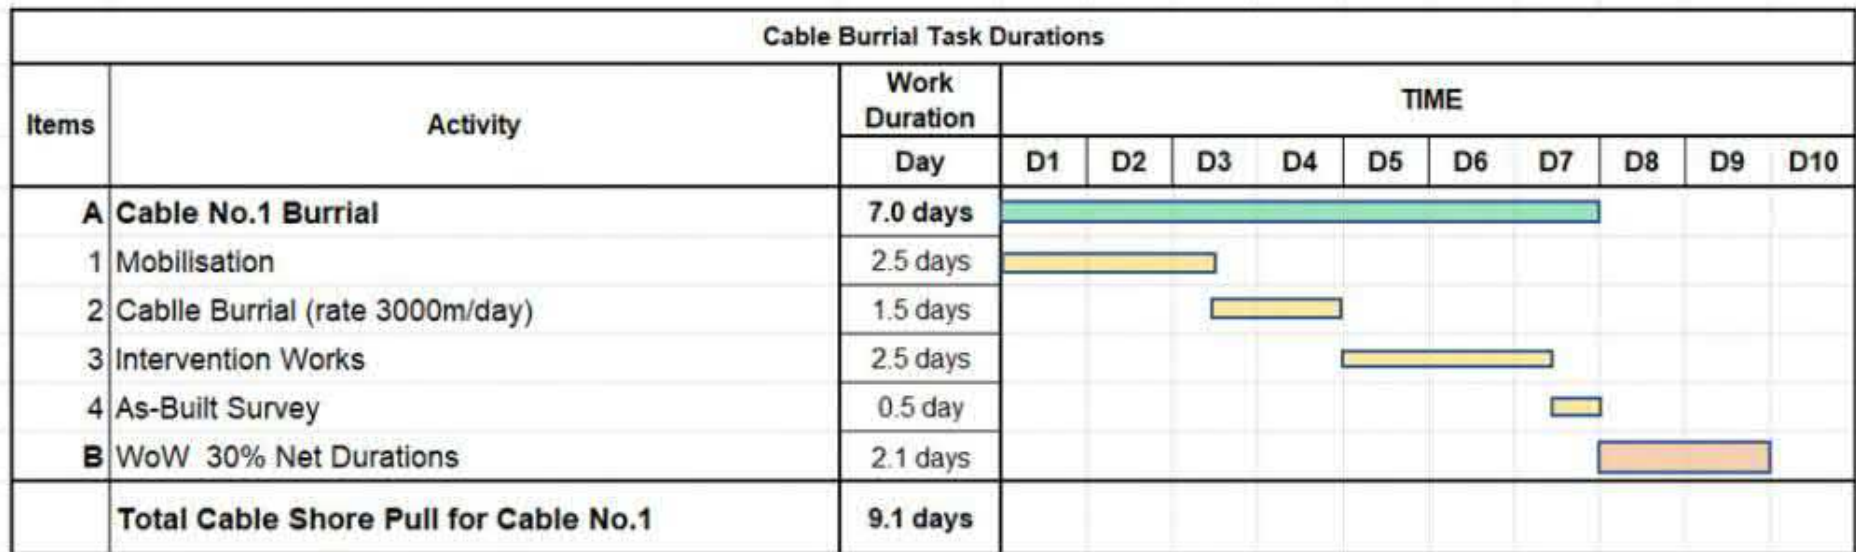 Cable Burrial Task Durations
Items Activity Work Duration TIME
Day D1 D2 D3 D4 D5 D6 D7 D8 D9 D10
A Cable No.1 Burrial 7.0 days
1 Mobilisation 2.5 days
2 Cablle Burrial (rate 3000m/day) 1.5 days
3 Intervention Works 2.5 days
4 As-Built Survey 0.5 day
B WoW 30% Net Durations 2.1 days
Total Cable Shore Pull for Cable No.1 9.1 days